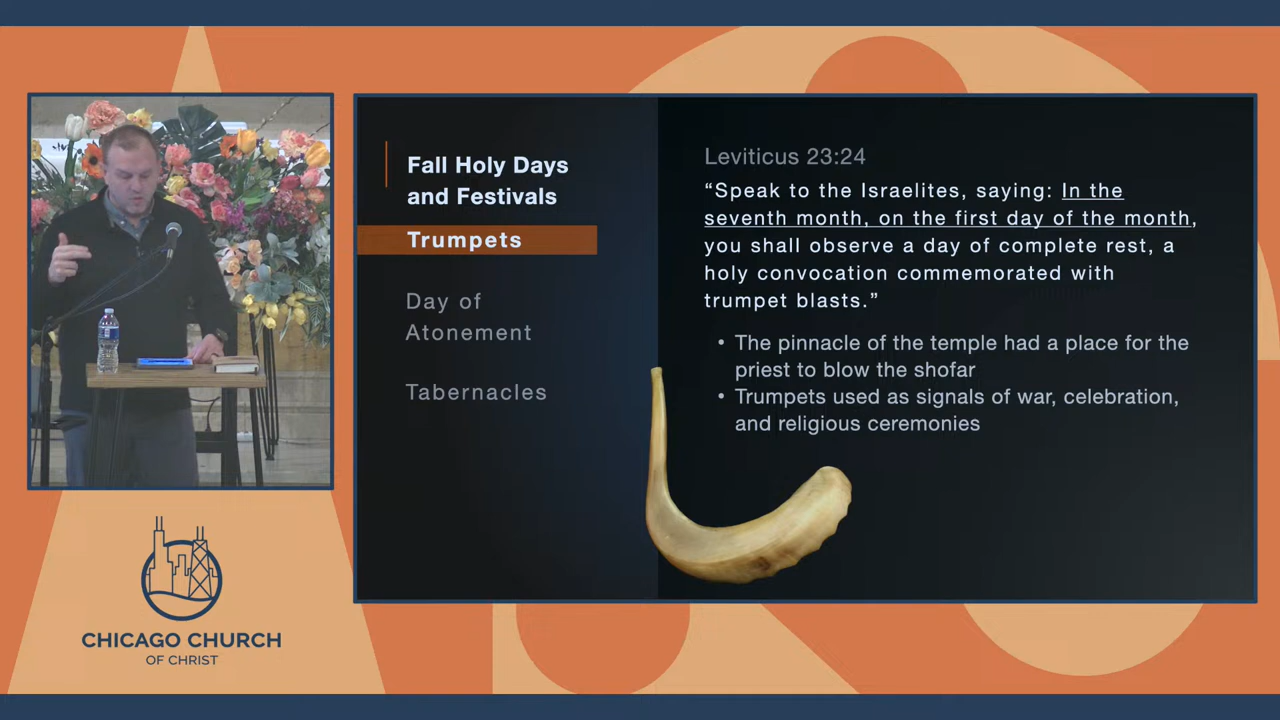 Fall Holy Days
and Festivals
Trumpets
Day of
Atonement
Tabernacles
Leviticus 23:24
“Speak to the Israelites, saying: In the
seventh month, on the first day of the month,
you shall observe a day of complete rest, a
holy convocation commemorated with
trumpet blasts.”
• The pinnacle of the temple had a place for the
priest to blow the shofar
• Trumpets used as signals of war, celebration,
and religious ceremonies
CHICAGO CHURCH
OF CHRIST